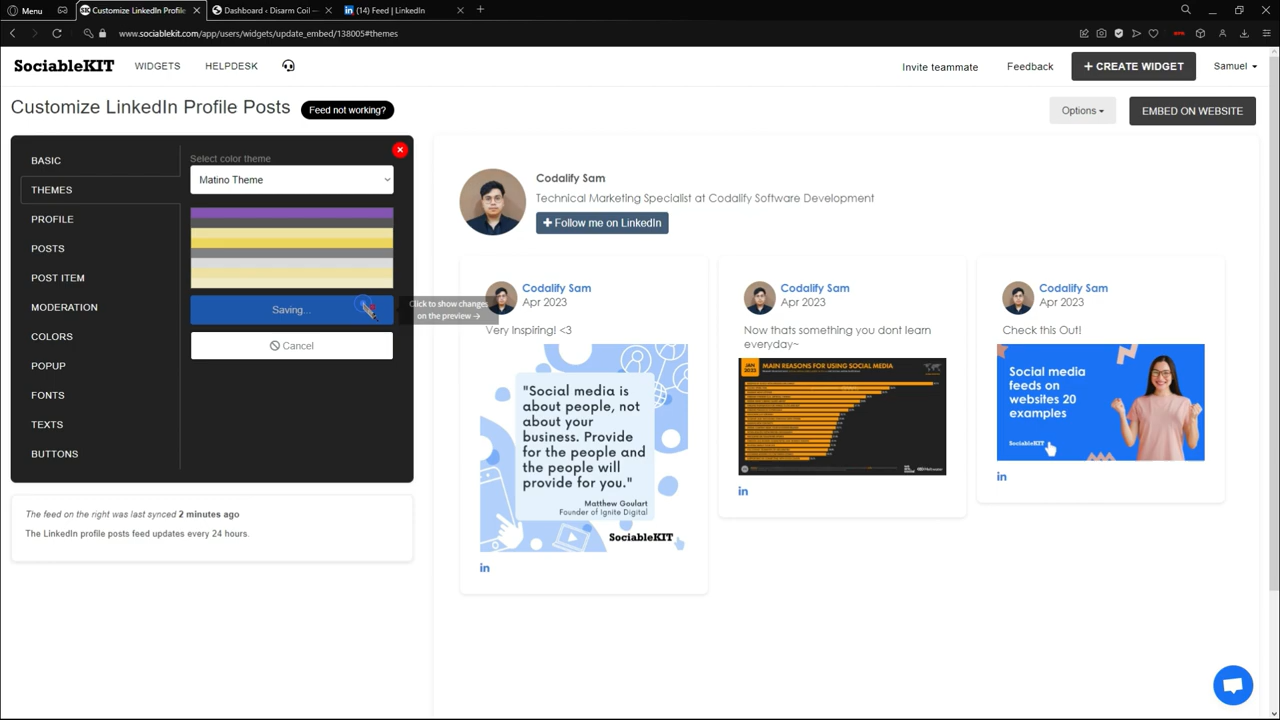 Menu
Customize LinkedIn Profile
Dashboard ‹ Disarm Coil —
(14) Feed | LinkedIn
www.sociablekit.com/app/users/widgets/update_embed/138005#themes
SociableKIT
WIDGETS
HELPDESK
Invite teammate
Feedback
+ CREATE WIDGET
Samuel
Customize LinkedIn Profile Posts
Feed not working?
Options
EMBED ON WEBSITE
BASIC
THEMES
PROFILE
POSTS
POST ITEM
MODERATION
COLORS
POPUP
FONTS
TEXTS
BUTTONS
Select color theme
Matino Theme
Saving...
Click to show changes
on the preview →
Cancel
The feed on the right was last synced 2 minutes ago
The LinkedIn profile posts feed updates every 24 hours.
Codalify Sam
Technical Marketing Specialist at Codalify Software Development
+ Follow me on LinkedIn
Codalify Sam
Apr 2023
Very Inspiring! <3
"Social media is
about people, not
about your
business. Provide
for the people and
the people will
provide for you."
Matthew Goulart
Founder of Ignite Digital
SociableKIT
in
Codalify Sam
Apr 2023
Now thats something you dont learn
everyday~
JAN
2023
MAIN REASONS FOR USING SOCIAL MEDIA
in
Codalify Sam
Apr 2023
Check this Out!
Social media
feeds on
websites 20
examples
SociableKIT
in